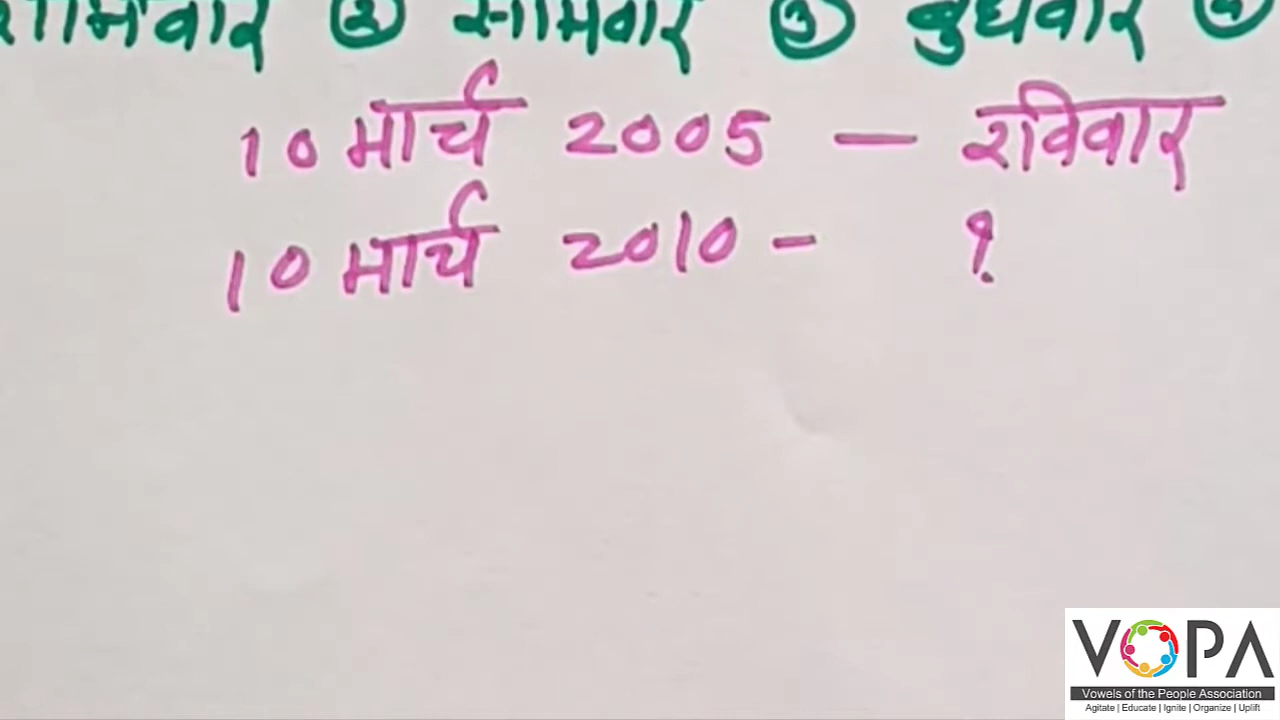 ② सोमवार ③ बुधवार
10 मार्च 2005 — रविवार
10 मार्च 2010 - ?
VOPA
Vowels of the People Association
Agitate | Educate | Ignite | Organize | Uplift